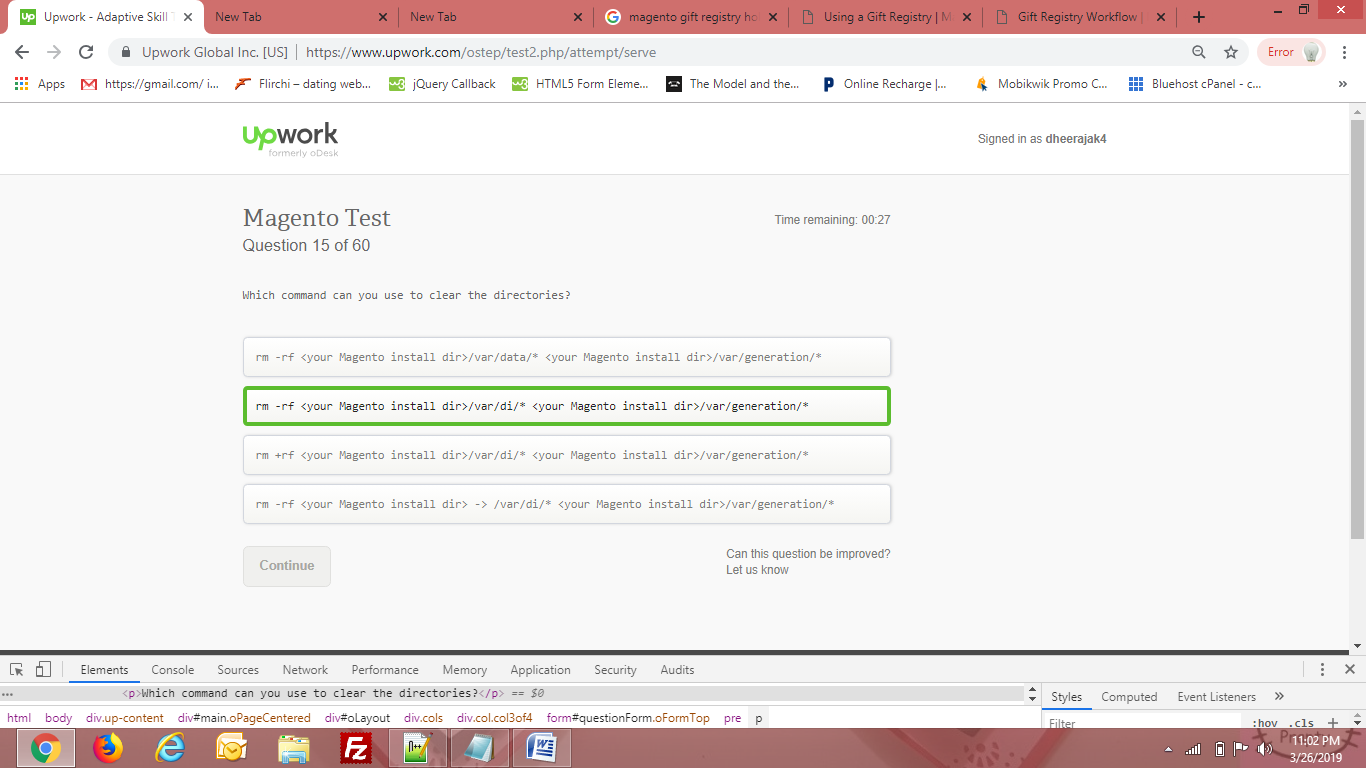 Upwork - Adaptive Skill T
New Tab
New Tab
magento gift registry ho
Using a Gift Registry | M
Gift Registry Workflow |
Upwork Global Inc. [US] | https://www.upwork.com/ostep/test2.php/attempt/serve
Error
Apps
https://gmail.com/ i...
Flirchi – dating web...
jQuery Callback
HTML5 Form Eleme...
The Model and the...
Online Recharge |...
Mobikwik Promo C...
Bluehost cPanel - c...
»
upwork
formerly oDesk
Signed in as dheerajak4
Magento Test
Time remaining: 00:27
Question 15 of 60
Which command can you use to clear the directories?
rm -rf <your Magento install dir>/var/data/* <your Magento install dir>/var/generation/*
rm -rf <your Magento install dir>/var/di/* <your Magento install dir>/var/generation/*
rm +rf <your Magento install dir>/var/di/* <your Magento install dir>/var/generation/*
rm -rf <your Magento install dir> -> /var/di/* <your Magento install dir>/var/generation/*
Continue
Can this question be improved?
Let us know
Elements
Console
Sources
Network
Performance
Memory
Application
Security
Audits
... <p>Which command can you use to clear the directories?</p> == $0
Styles
Computed
Event Listeners
»
html body div.up-content div#main.oPageCentered div#oLayout div.cols div.col.col3of4 form#questionForm.oFormTop pre p
Filter
:hov .cls +
11:02 PM
3/26/2019